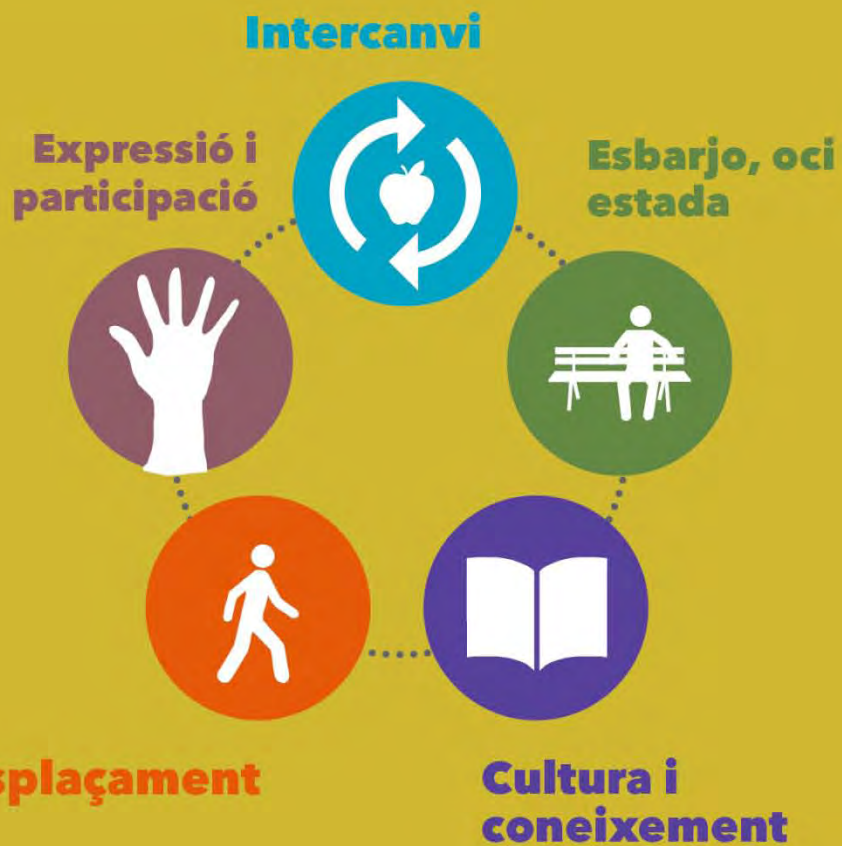 Intercanvi
Expressió i
participació
Esbarjo, oci
estada
splaçament
Cultura i
coneixement